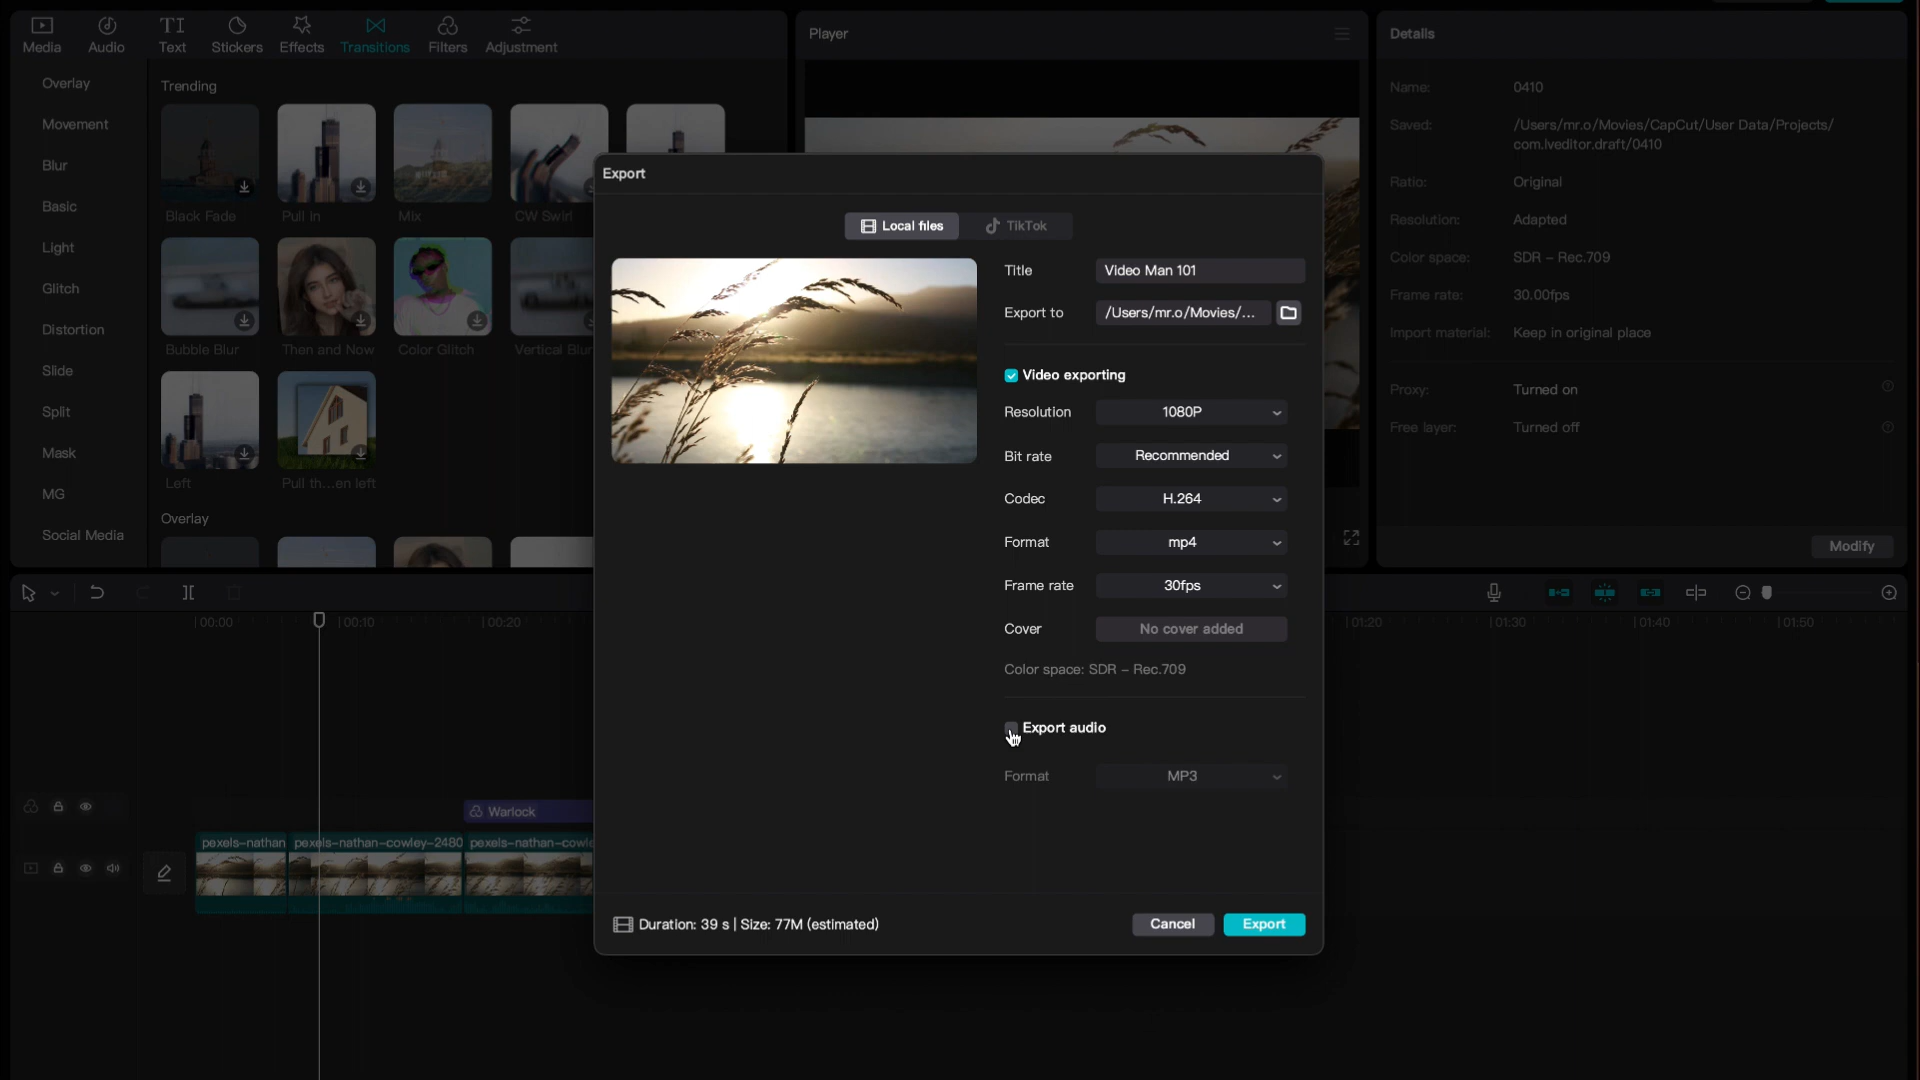 Media
Audio
Text
Stickers
Effects
Transitions
Filters
Adjustment
Overlay
Movement
Blur
Basic
Light
Glitch
Distortion
Slide
Split
Mask
MG
Social Media
Trending
Black Fade
Pull in
Mix
CW Swirl
Bubble Blur
Then and Now
Color Glitch
Vertical Blur
Left
Pull th...en left
Overlay
Player
Details
Name: 0410
Saved: /Users/mr.o/Movies/CapCut/User Data/Projects/
com.lveditor.draft/0410
Ratio: Original
Resolution: Adapted
Color space: SDR – Rec.709
Frame rate: 30.00fps
Import material: Keep in original place
Proxy: Turned on
Free layer: Turned off
Modify
Export
Local files
TikTok
Title Video Man 101
Export to /Users/mr.o/Movies/...
Video exporting
Resolution 1080P
Bit rate Recommended
Codec H.264
Format mp4
Frame rate 30fps
Cover No cover added
Color space: SDR – Rec.709
Export audio
Format MP3
Duration: 39 s | Size: 77M (estimated)
Cancel
Export
00:00
00:10
00:20
01:20
01:30
01:40
01:50
Warlock
pexels-nathan
pexels-nathan-cowley-2480
pexels-nathan-cowle